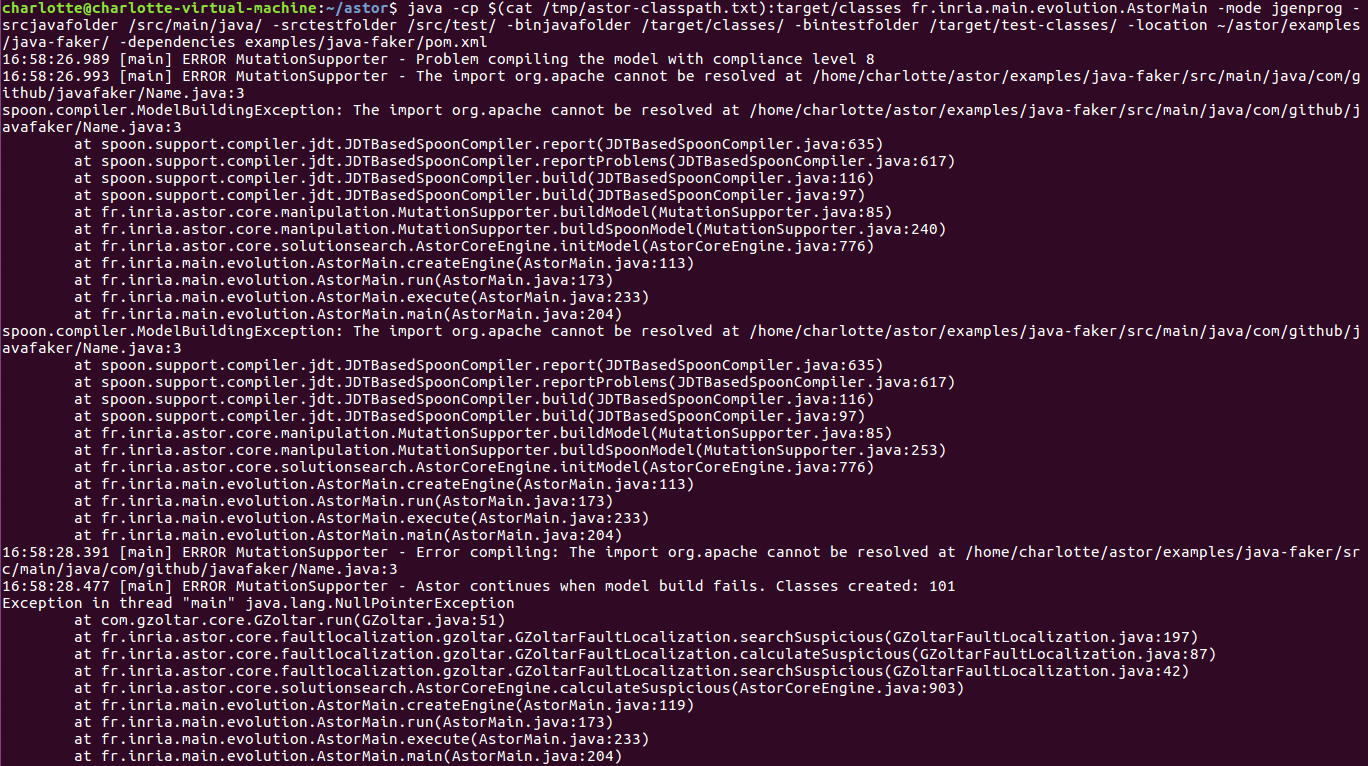 charlotte@charlotte-virtual-machine:~/astor$ java -cp $(cat /tmp/astor-classpath.txt):target/classes fr.inria.main.evolution.AstorMain -mode jgenprog -
srcjavafolder /src/main/java/ -srctestfolder /src/test/ -binjavafolder /target/classes/ -bintestfolder /target/test-classes/ -location ~/astor/examples
/java-faker/ -dependencies examples/java-faker/pom.xml
16:58:26.989 [main] ERROR MutationSupporter - Problem compiling the model with compliance level 8
16:58:26.993 [main] ERROR MutationSupporter - The import org.apache cannot be resolved at /home/charlotte/astor/examples/java-faker/src/main/java/com/g
ithub/javafaker/Name.java:3
spoon.compiler.ModelBuildingException: The import org.apache cannot be resolved at /home/charlotte/astor/examples/java-faker/src/main/java/com/github/j
avafaker/Name.java:3
        at spoon.support.compiler.jdt.JDTBasedSpoonCompiler.report(JDTBasedSpoonCompiler.java:635)
        at spoon.support.compiler.jdt.JDTBasedSpoonCompiler.reportProblems(JDTBasedSpoonCompiler.java:617)
        at spoon.support.compiler.jdt.JDTBasedSpoonCompiler.build(JDTBasedSpoonCompiler.java:116)
        at spoon.support.compiler.jdt.JDTBasedSpoonCompiler.build(JDTBasedSpoonCompiler.java:97)
        at fr.inria.astor.core.manipulation.MutationSupporter.buildModel(MutationSupporter.java:85)
        at fr.inria.astor.core.manipulation.MutationSupporter.buildSpoonModel(MutationSupporter.java:240)
        at fr.inria.astor.core.solutionsearch.AstorCoreEngine.initModel(AstorCoreEngine.java:776)
        at fr.inria.main.evolution.AstorMain.createEngine(AstorMain.java:113)
        at fr.inria.main.evolution.AstorMain.run(AstorMain.java:173)
        at fr.inria.main.evolution.AstorMain.execute(AstorMain.java:233)
        at fr.inria.main.evolution.AstorMain.main(AstorMain.java:204)
spoon.compiler.ModelBuildingException: The import org.apache cannot be resolved at /home/charlotte/astor/examples/java-faker/src/main/java/com/github/j
avafaker/Name.java:3
        at spoon.support.compiler.jdt.JDTBasedSpoonCompiler.report(JDTBasedSpoonCompiler.java:635)
        at spoon.support.compiler.jdt.JDTBasedSpoonCompiler.reportProblems(JDTBasedSpoonCompiler.java:617)
        at spoon.support.compiler.jdt.JDTBasedSpoonCompiler.build(JDTBasedSpoonCompiler.java:116)
        at spoon.support.compiler.jdt.JDTBasedSpoonCompiler.build(JDTBasedSpoonCompiler.java:97)
        at fr.inria.astor.core.manipulation.MutationSupporter.buildModel(MutationSupporter.java:85)
        at fr.inria.astor.core.manipulation.MutationSupporter.buildSpoonModel(MutationSupporter.java:253)
        at fr.inria.astor.core.solutionsearch.AstorCoreEngine.initModel(AstorCoreEngine.java:776)
        at fr.inria.main.evolution.AstorMain.createEngine(AstorMain.java:113)
        at fr.inria.main.evolution.AstorMain.run(AstorMain.java:173)
        at fr.inria.main.evolution.AstorMain.execute(AstorMain.java:233)
        at fr.inria.main.evolution.AstorMain.main(AstorMain.java:204)
16:58:28.391 [main] ERROR MutationSupporter - Error compiling: The import org.apache cannot be resolved at /home/charlotte/astor/examples/java-faker/sr
c/main/java/com/github/javafaker/Name.java:3
16:58:28.477 [main] ERROR MutationSupporter - Astor continues when model build fails. Classes created: 101
Exception in thread "main" java.lang.NullPointerException
        at com.gzoltar.core.GZoltar.run(GZoltar.java:51)
        at fr.inria.astor.core.faultlocalization.gzoltar.GZoltarFaultLocalization.searchSuspicious(GZoltarFaultLocalization.java:197)
        at fr.inria.astor.core.faultlocalization.gzoltar.GZoltarFaultLocalization.calculateSuspicious(GZoltarFaultLocalization.java:87)
        at fr.inria.astor.core.faultlocalization.gzoltar.GZoltarFaultLocalization.searchSuspicious(GZoltarFaultLocalization.java:42)
        at fr.inria.astor.core.solutionsearch.AstorCoreEngine.calculateSuspicious(AstorCoreEngine.java:903)
        at fr.inria.main.evolution.AstorMain.createEngine(AstorMain.java:119)
        at fr.inria.main.evolution.AstorMain.run(AstorMain.java:173)
        at fr.inria.main.evolution.AstorMain.execute(AstorMain.java:233)
        at fr.inria.main.evolution.AstorMain.main(AstorMain.java:204)